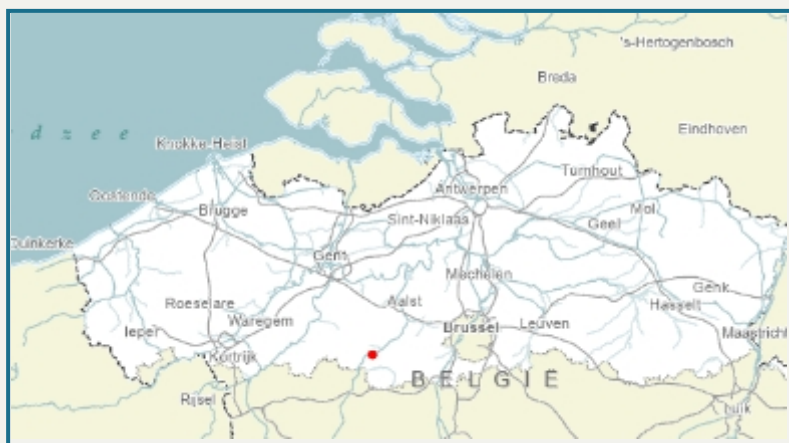 's-Hertogenbosch
Breda
d z e e
Eindhoven
Knokke-Heist
Turnhout
Antwerpen
Oostende
Brugge
Sint-Niklaas
Geel
Mol
Duinkerke
Gent
Mechelen
Genk
Roeselare
Aalst
Hasselt
Ieper
Waregem
Brussel
Leuven
Maastricht
Kortrijk
BELGIË
Rijsel
Luik